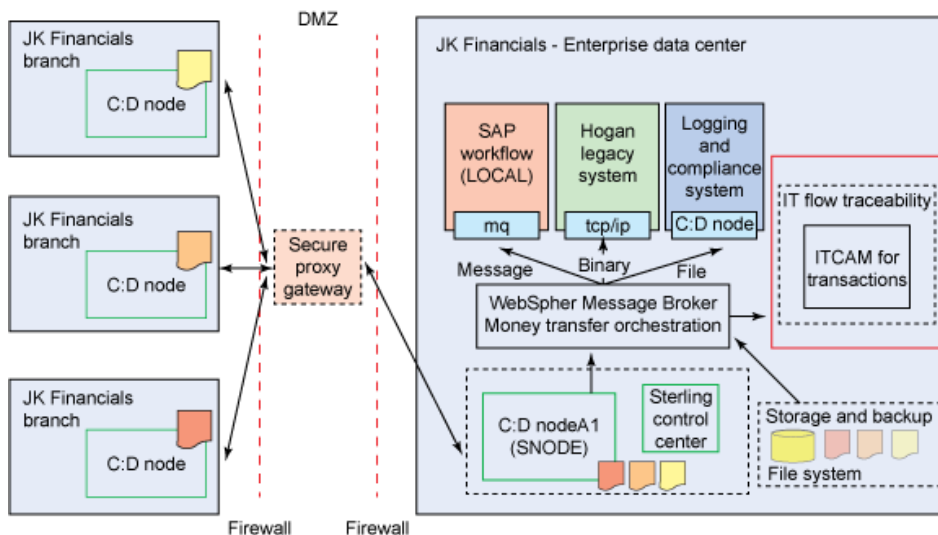 DMZ
JK Financials
branch
C:D node
JK Financials
branch
C:D node
JK Financials
branch
C:D node
Secure
proxy
gateway
Firewall
Firewall
JK Financials - Enterprise data center
SAP
workflow
(LOCAL)
mq
Hogan
legacy
system
tcp/ip
Logging
and
compliance
system
C:D node
IT flow traceability
ITCAM for
transactions
Message
Binary
File
WebSpher Message Broker
Money transfer orchestration
C:D nodeA1
(SNODE)
Sterling
control
center
Storage and backup
File system